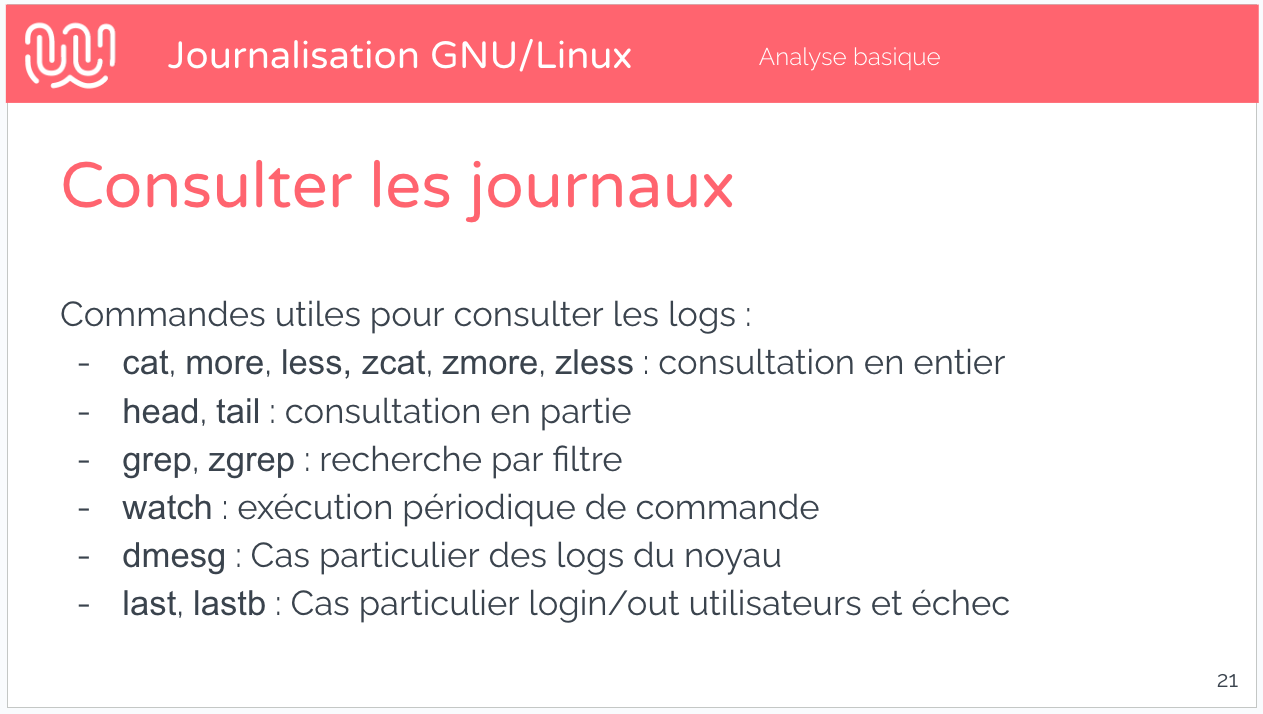 Journalisation GNU/Linux
Analyse basique
Consulter les journaux
Commandes utiles pour consulter les logs :
- cat, more, less, zcat, zmore, zless : consultation en entier
- head, tail : consultation en partie
- grep, zgrep : recherche par filtre
- watch : exécution périodique de commande
- dmesg : Cas particulier des logs du noyau
- last, lastb : Cas particulier login/out utilisateurs et échec
21